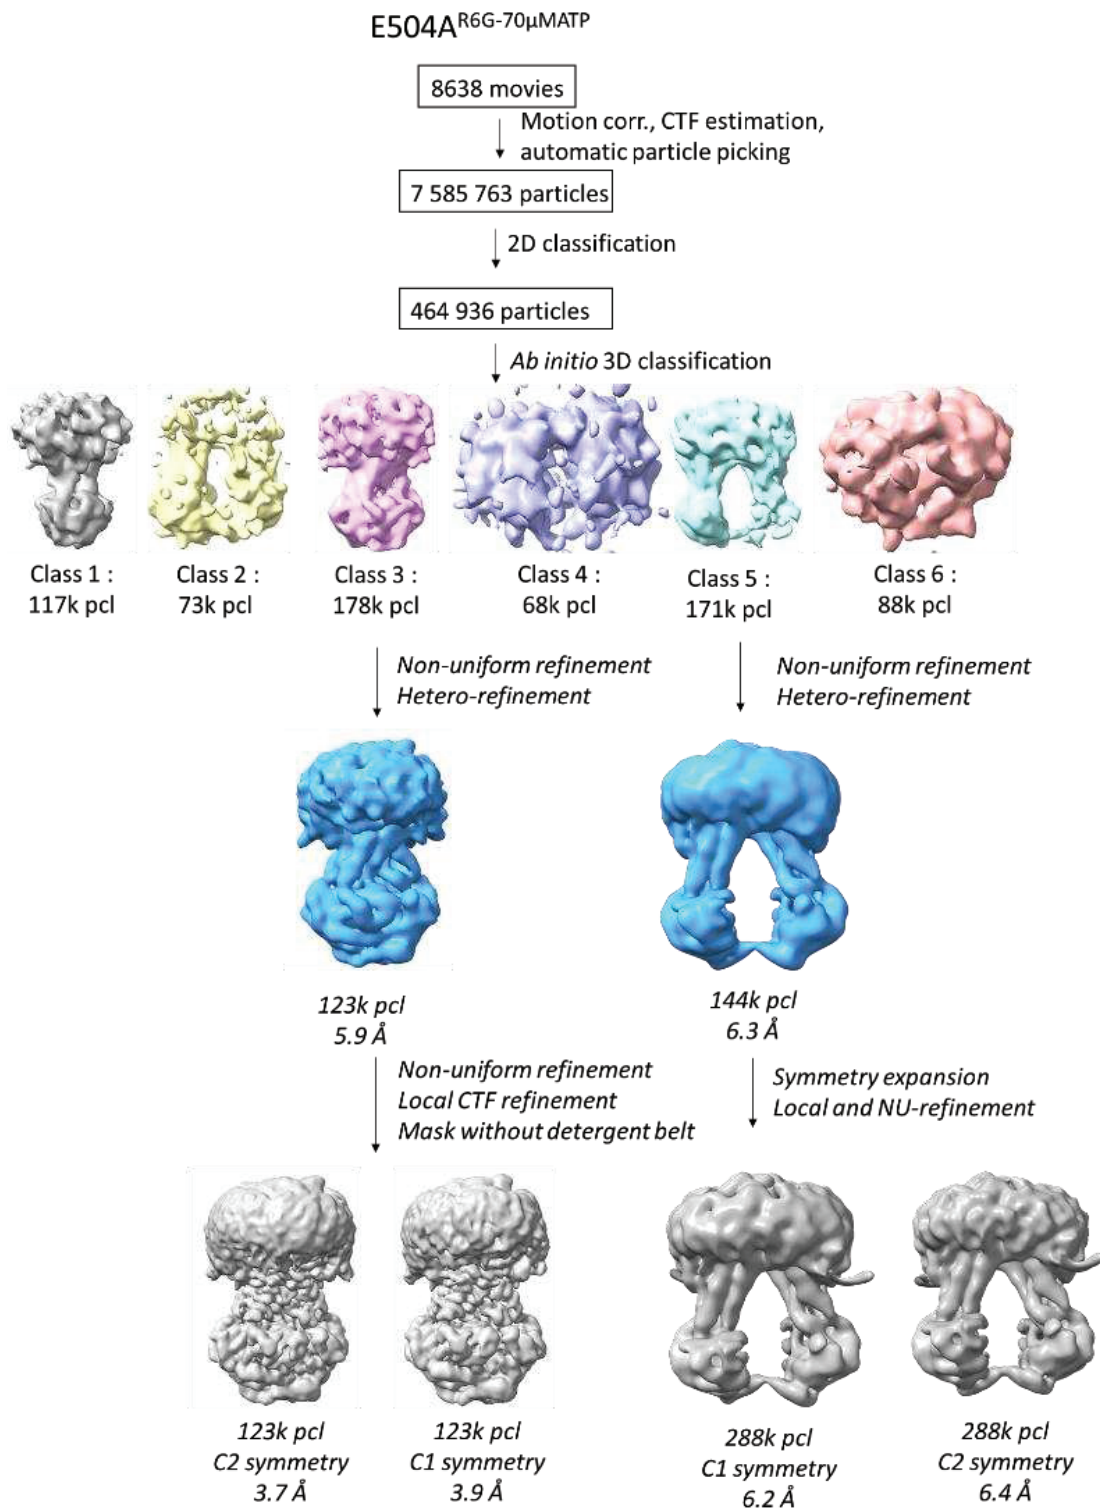 E504A^R6G-70µMATP
8638 movies
Motion corr., CTF estimation,
automatic particle picking
7 585 763 particles
2D classification
464 936 particles
Ab initio 3D classification
Class 1 :
117k pcl
Class 2 :
73k pcl
Class 3 :
178k pcl
Class 4 :
68k pcl
Class 5 :
171k pcl
Class 6 :
88k pcl
Non-uniform refinement
Hetero-refinement
Non-uniform refinement
Hetero-refinement
123k pcl
5.9 Å
144k pcl
6.3 Å
Non-uniform refinement
Local CTF refinement
Mask without detergent belt
Symmetry expansion
Local and NU-refinement
123k pcl
C2 symmetry
3.7 Å
123k pcl
C1 symmetry
3.9 Å
288k pcl
C1 symmetry
6.2 Å
288k pcl
C2 symmetry
6.4 Å